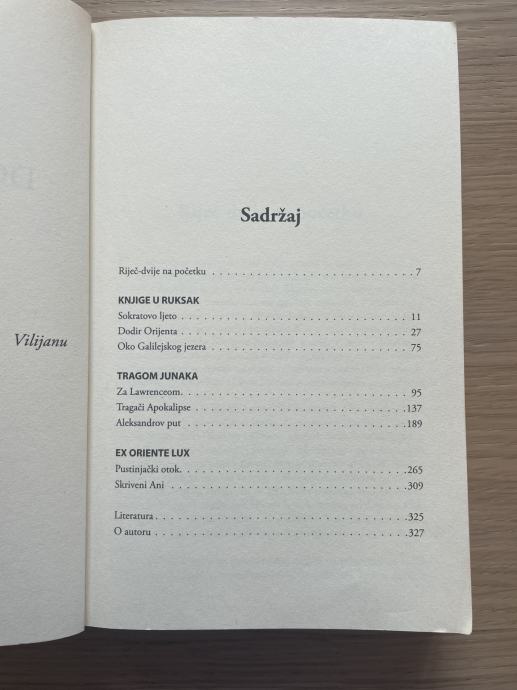 Vilijanu
Sadržaj
Riječ-dvije na početku . . . . . . . . . . . . . . . . . . . . . . . . . . . 7
KNJIGE U RUKSAK
Sokratovo ljeto . . . . . . . . . . . . . . . . . . . . . . . . . . . . . . 11
Dodir Orijenta . . . . . . . . . . . . . . . . . . . . . . . . . . . . . . 27
Oko Galilejskog jezera . . . . . . . . . . . . . . . . . . . . . . . . . . 75
TRAGOM JUNAKA
Za Lawrenceom. . . . . . . . . . . . . . . . . . . . . . . . . . . . . . 95
Tragači Apokalipse . . . . . . . . . . . . . . . . . . . . . . . . . . . .137
Aleksandrov put . . . . . . . . . . . . . . . . . . . . . . . . . . . . .189
EX ORIENTE LUX
Pustinjački otok. . . . . . . . . . . . . . . . . . . . . . . . . . . . . .265
Skriveni Ani . . . . . . . . . . . . . . . . . . . . . . . . . . . . . . .309
Literatura . . . . . . . . . . . . . . . . . . . . . . . . . . . . . . . .325
O autoru . . . . . . . . . . . . . . . . . . . . . . . . . . . . . . . . .327